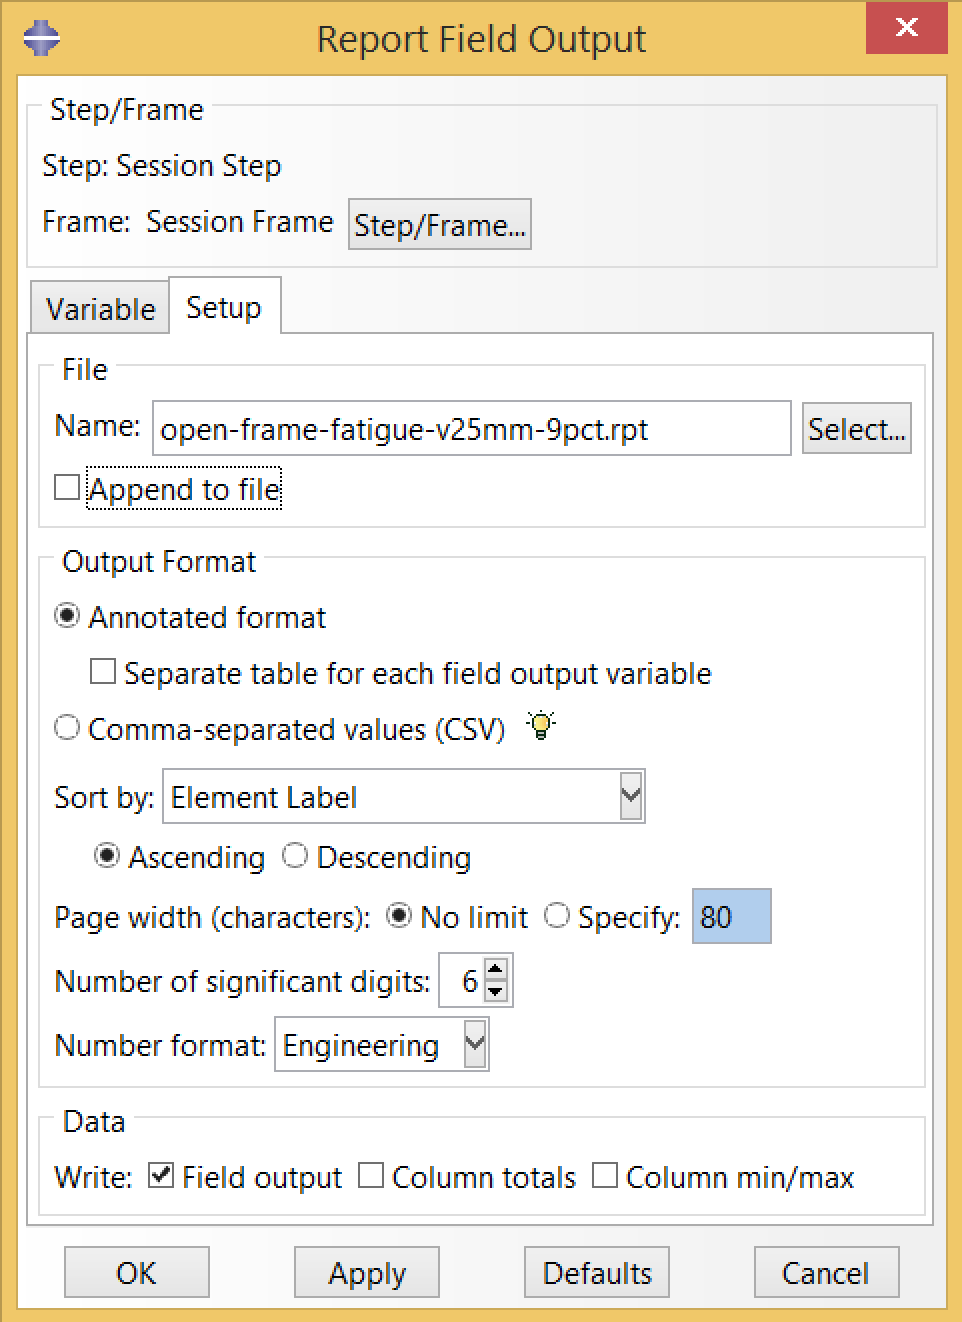 Report Field Output
Step/Frame
Step: Session Step
Frame: Session Frame Step/Frame...
Variable Setup
File
Name: open-frame-fatigue-v25mm-9pct.rpt Select...
Append to file
Output Format
Annotated format
Separate table for each field output variable
Comma-separated values (CSV)
Sort by: Element Label
Ascending Descending
Page width (characters): No limit Specify: 80
Number of significant digits: 6
Number format: Engineering
Data
Write: Field output Column totals Column min/max
OK Apply Defaults Cancel